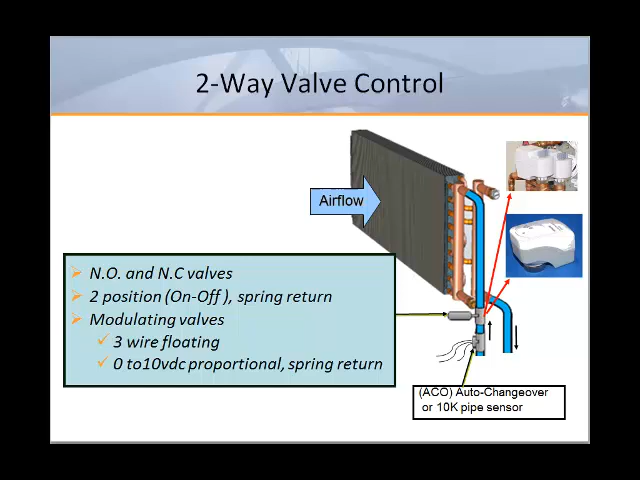 2-Way Valve Control
Airflow
N.O. and N.C valves
2 position (On-Off ), spring return
Modulating valves
3 wire floating
0 to10vdc proportional, spring return
(ACO) Auto-Changeover
or 10K pipe sensor